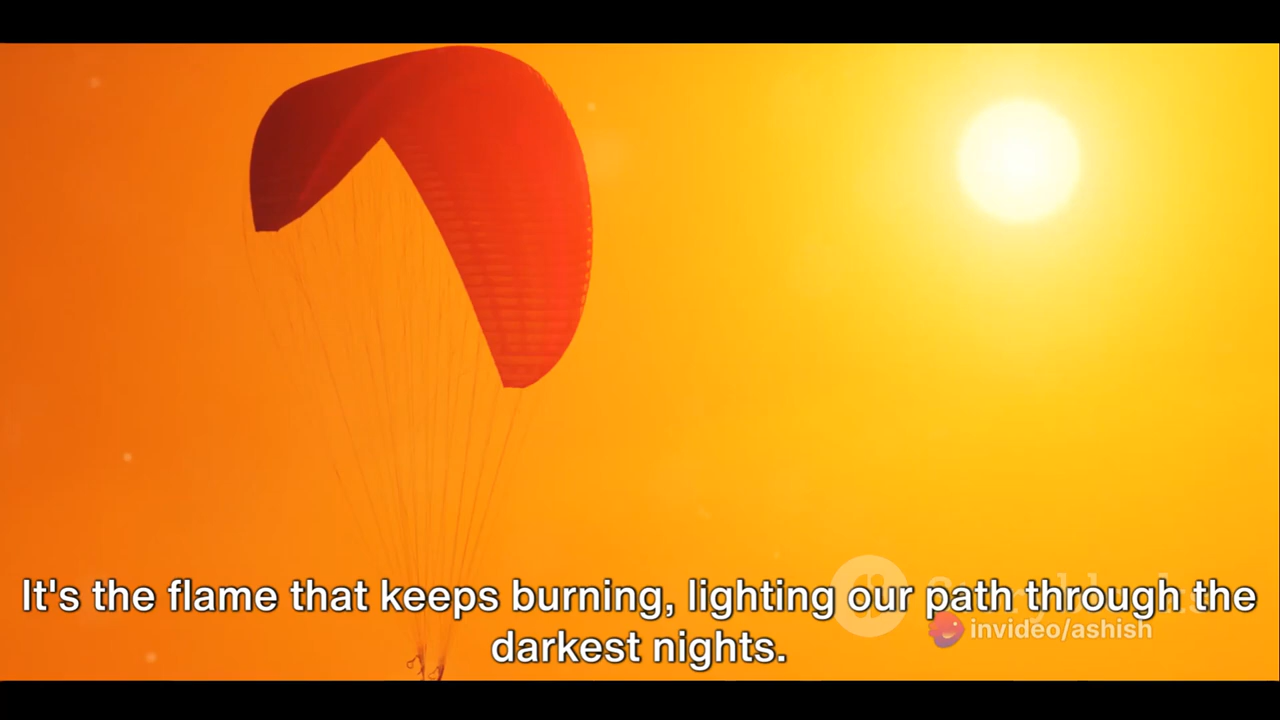 It's the flame that keeps burning, lighting our path through the
darkest nights.
invideo/ashish